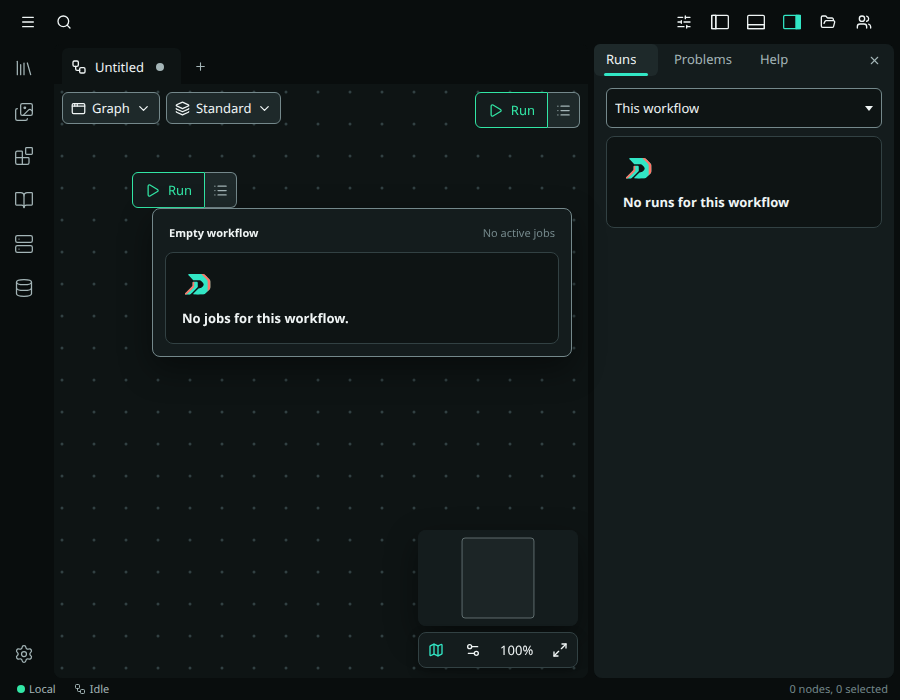 Untitled
Graph
Standard
Run
Run
Empty workflow
No active jobs
No jobs for this workflow.
100%
Runs
Problems
Help
This workflow
No runs for this workflow
Local
Idle
0 nodes, 0 selected